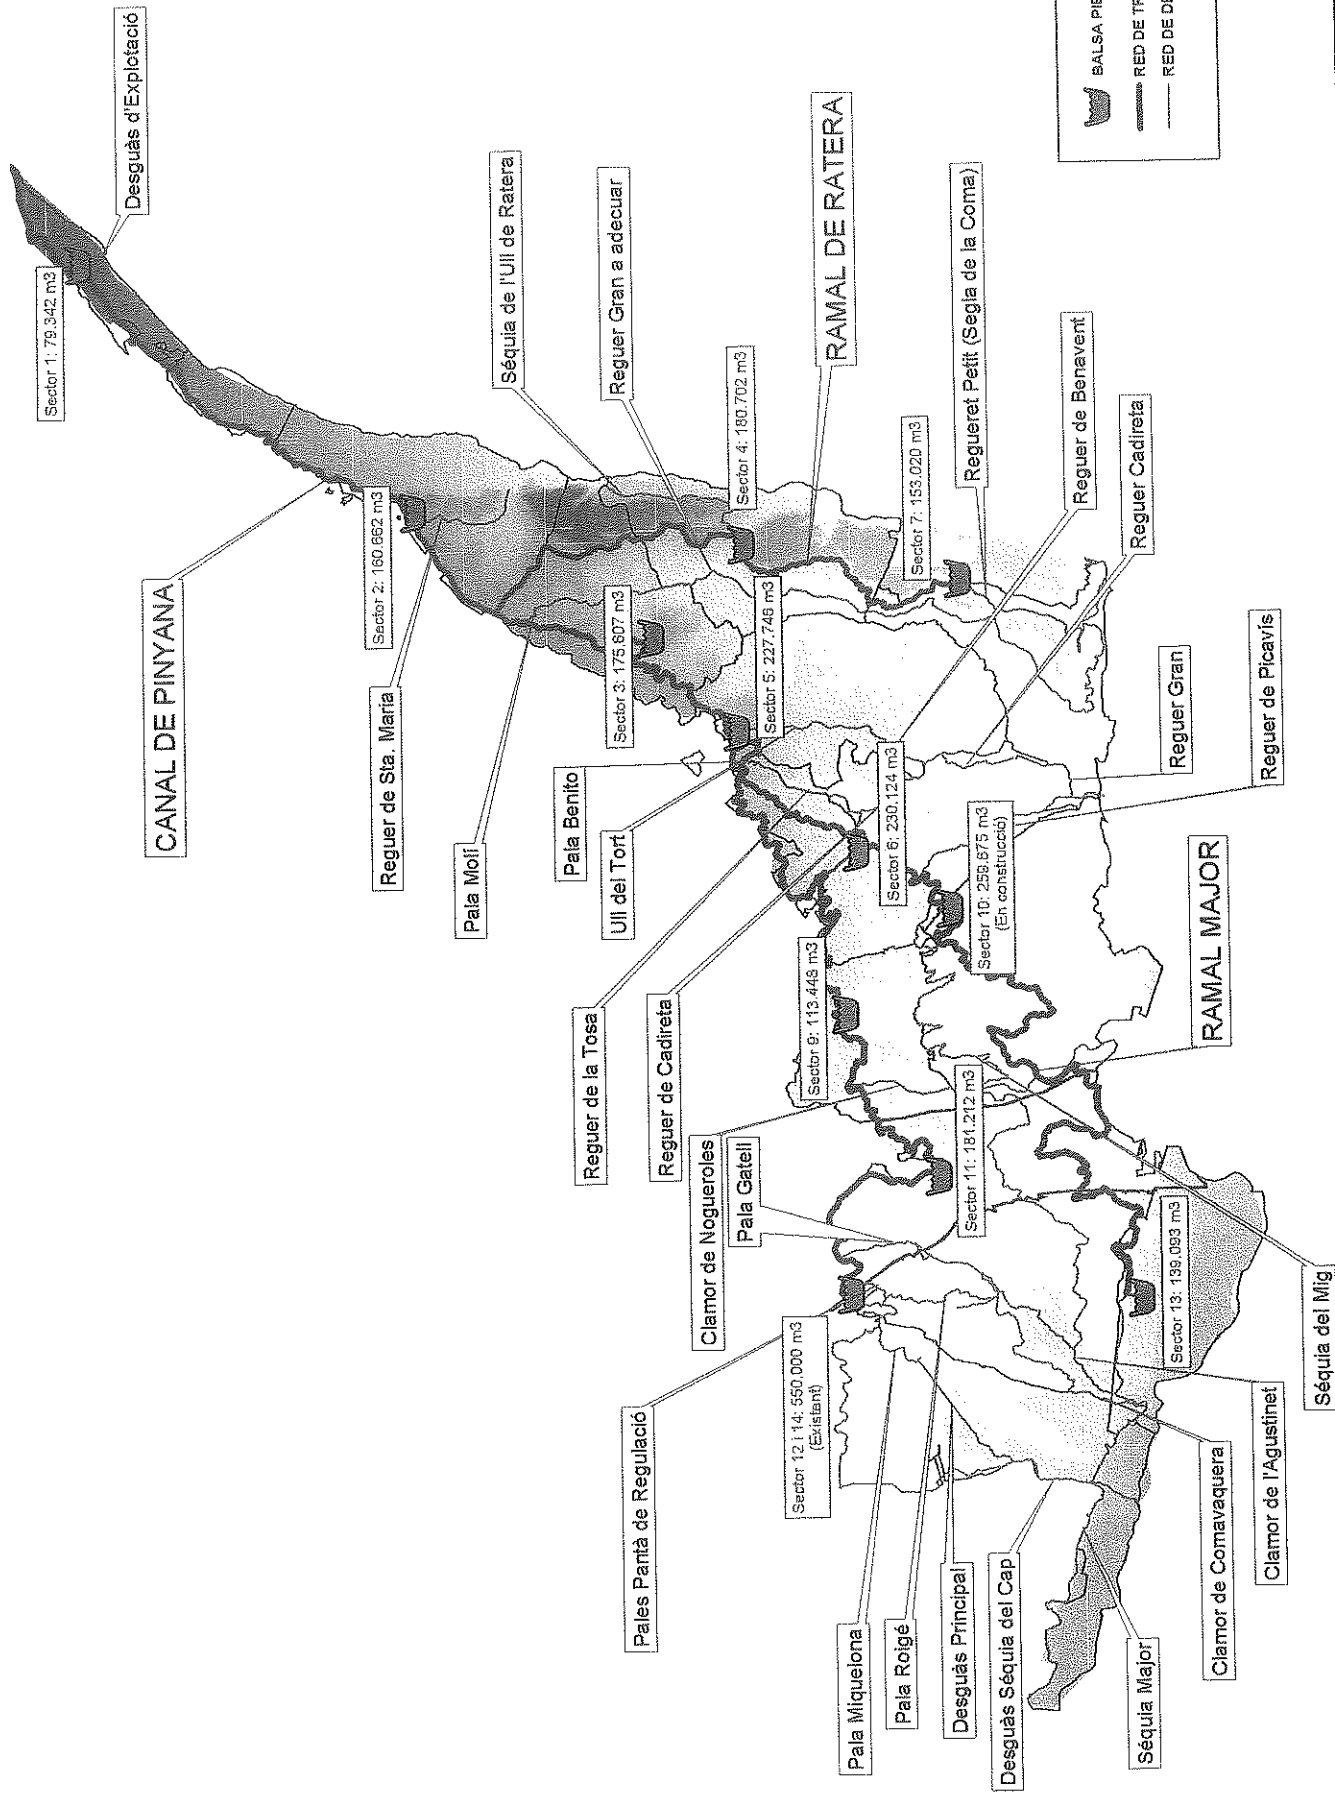 Desguàs d'Explotació
Sector 1: 79.342 m3
Séquia de l'Ull de Ratera
Reguer Gran a adecuar
RAMAL DE RATERA
Sector 4: 180.702 m3
Regueret Petit (Segla de la Coma)
Sector 7: 153.020 m3
Reguer de Benavent
Reguer Cadireta
CANAL DE PINYANA
Sector 2: 160.662 m3
Reguer de Sta. Maria
Pala Molí
Sector 3: 175.607 m3
Sector 5: 227.746 m3
Pala Benito
Ull del Tort
Sector 6: 230.124 m3
Reguer Gran
Reguer de Picavís
Sector 10: 259.675 m3
(En construcció)
RAMAL MAJOR
Reguer de la Tosa
Reguer de Cadireta
Sector 9: 113.448 m3
Clamor de Nogueroles
Pala Gatell
Sector 11: 181.212 m3
Pales Pantà de Regulació
Sector 12 i 14: 550.000 m3
(Existant)
Sector 13: 139.093 m3
Séquia del Mig
Pala Miquelona
Pala Roigé
Desguàs Principal
Desguàs Séquia del Cap
Séquia Major
Clamor de Comavaquera
Clamor de l'Agustinet
BALSA PIE
RED DE TR
RED DE DE